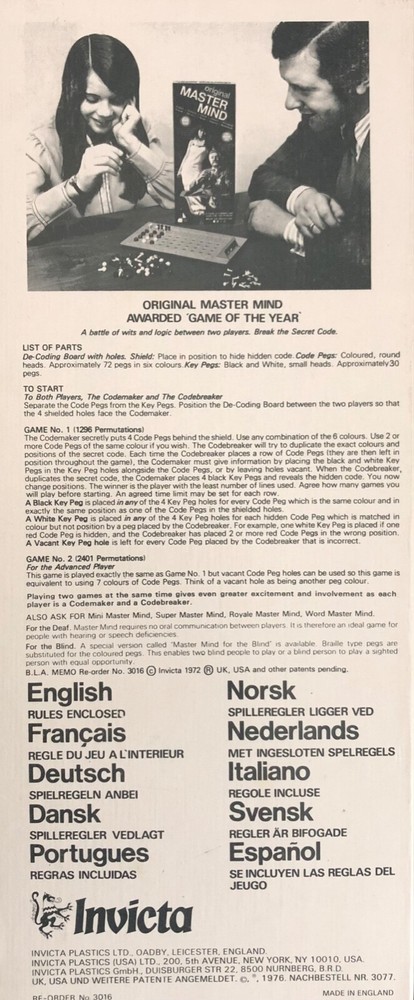 original
MASTER
MIND
ORIGINAL MASTER MIND
AWARDED 'GAME OF THE YEAR'
A battle of wits and logic between two players. Break the Secret Code.
LIST OF PARTS
De-Coding Board with holes. Shield: Place in position to hide hidden code. Code Pegs: Coloured, round
heads. Approximately 72 pegs in six colours. Key Pegs: Black and White, small heads. Approximately 30
pegs.
TO START
To Both Players, The Codemaker and The Codebreaker
Separate the Code Pegs from the Key Pegs. Position the De-Coding Board between the two players so that
the 4 shielded holes face the Codemaker.
GAME No. 1 (1296 Permutations)
The Codemaker secretly puts 4 Code Pegs behind the shield. Use any combination of the 6 colours. Use 2 or
more Code Pegs of the same colour if you wish. The Codebreaker will try to duplicate the exact colours and
positions of the secret code. Each time the Codebreaker places a row of Code Pegs (they are then left in
position throughout the game), the Codemaker must give information by placing the black and white Key
Pegs in the Key Peg holes alongside the Code Pegs, or by leaving holes vacant. When the Codebreaker,
duplicates the secret code, the Codemaker places 4 black Key Pegs and reveals the hidden code. You now
change positions. The winner is the player with the least number of lines used. Agree how many games you
will play before starting. An agreed time limit may be set for each row.
A Black Key Peg is placed in any of the 4 Key Peg holes for every Code Peg which is the same colour and in
exactly the same position as one of the Code Pegs in the shielded holes.
A White Key Peg is placed in any of the 4 Key Peg holes for each hidden Code Peg which is matched in
colour but not position by a peg placed by the Codebreaker. For example, one white Key Peg is placed if one
red Code Peg is hidden, and the Codebreaker has placed 2 or more red Code Pegs in the wrong position.
A Vacant Key Peg hole is left for every Code Peg placed by the Codebreaker that is incorrect.
GAME No. 2 (2401 Permutations)
For the Advanced Player
This game is played exactly the same as Game No. 1 but vacant Code Peg holes can be used so this game is
equivalent to using 7 colours of Code Pegs. Think of a vacant hole as being another peg colour.
Playing two games at the same time gives even greater excitement and involvement as each
player is a Codemaker and a Codebreaker.
ALSO ASK FOR Mini Master Mind, Super Master Mind, Royale Master Mind, Word Master Mind.
For the Deaf. Master Mind requires no oral communication between players. It is therefore an ideal game for
people with hearing or speech deficiencies.
For the Blind. A special version called "Master Mind for the Blind" is available. Braille type pegs are
substituted for the coloured pegs. This enables two blind people to play or a blind person to play a sighted
person with equal opportunity.
B.L.A. MEMO Re-order No. 3016 © Invicta 1972 ® UK, USA and other patents pending.
English
RULES ENCLOSED
Français
REGLE DU JEU A L'INTERIEUR
Deutsch
SPIELREGELN ANBEI
Dansk
SPILLEREGLER VEDLAGT
Portugues
REGRAS INCLUIDAS
Norsk
SPILLEREGLER LIGGER VED
Nederlands
MET INGESLOTEN SPELREGELS
Italiano
REGOLE INCLUSE
Svensk
REGLER ÄR BIFOGADE
Español
SE INCLUYEN LAS REGLAS DEL
JEUGO
Invicta
INVICTA PLASTICS LTD., OADBY, LEICESTER, ENGLAND.
INVICTA PLASTICS (USA) LTD., 200, 5th AVENUE, NEW YORK, NY 10010, USA.
INVICTA PLASTICS GmbH., DUISBURGER STR 22, 8500 NURNBERG, B.R.D.
UK, USA UND WEITERE PATENTE ANGEMELDET. ©, ®, 1976. NACHBESTELL NR. 3077.
RE-ORDER No 3016
MADE IN ENGLAND